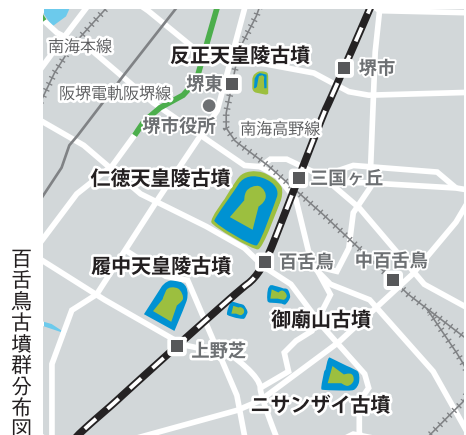 南海本線
反正天皇陵古墳
堺市
堺東
阪堺電軌阪堺線
堺市役所
南海高野線
仁徳天皇陵古墳
三国ヶ丘
百舌鳥
中百舌鳥
履中天皇陵古墳
御廟山古墳
上野芝
ニサンザイ古墳
百舌鳥古墳群分布図